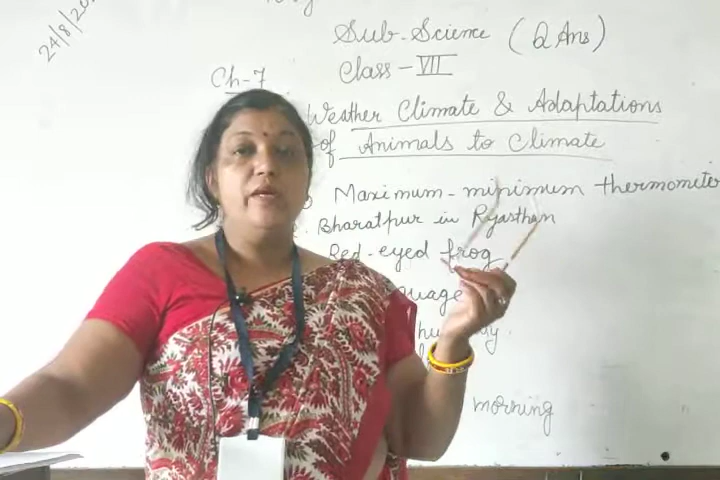 24/8/20
Sub-Science (Q Ans)
Class-VII
Ch-7
Weather Climate & Adaptations
of Animals to Climate
Maximum-minimum thermometer
Bharatpur in Rajasthan
Red-eyed frog
morning